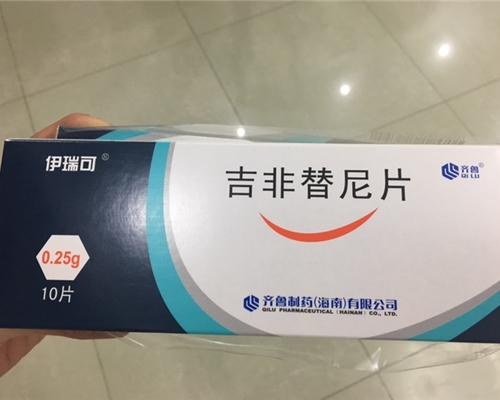 伊瑞可®
吉非替尼片
齐鲁®
QILU
0.25g
10片
齐鲁制药(海南)有限公司
QILU PHARMACEUTICAL (HAINAN) CO., LTD.